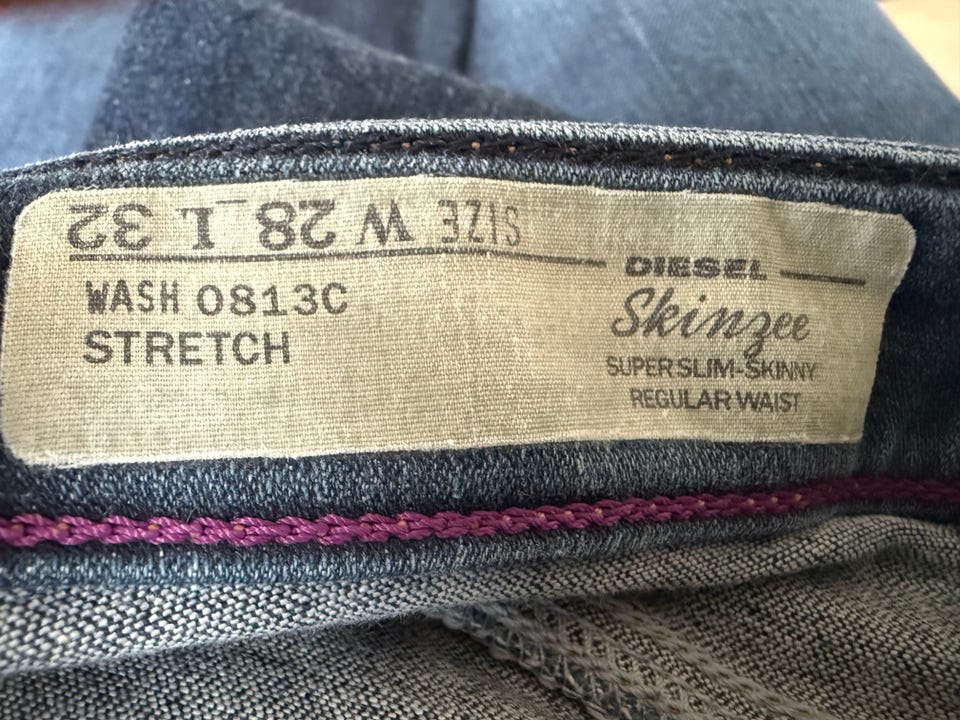 SIZE W 28 L 32
DIESEL
WASH 0813C
STRETCH
Skinzee
SUPER SLIM-SKINNY
REGULAR WAIST